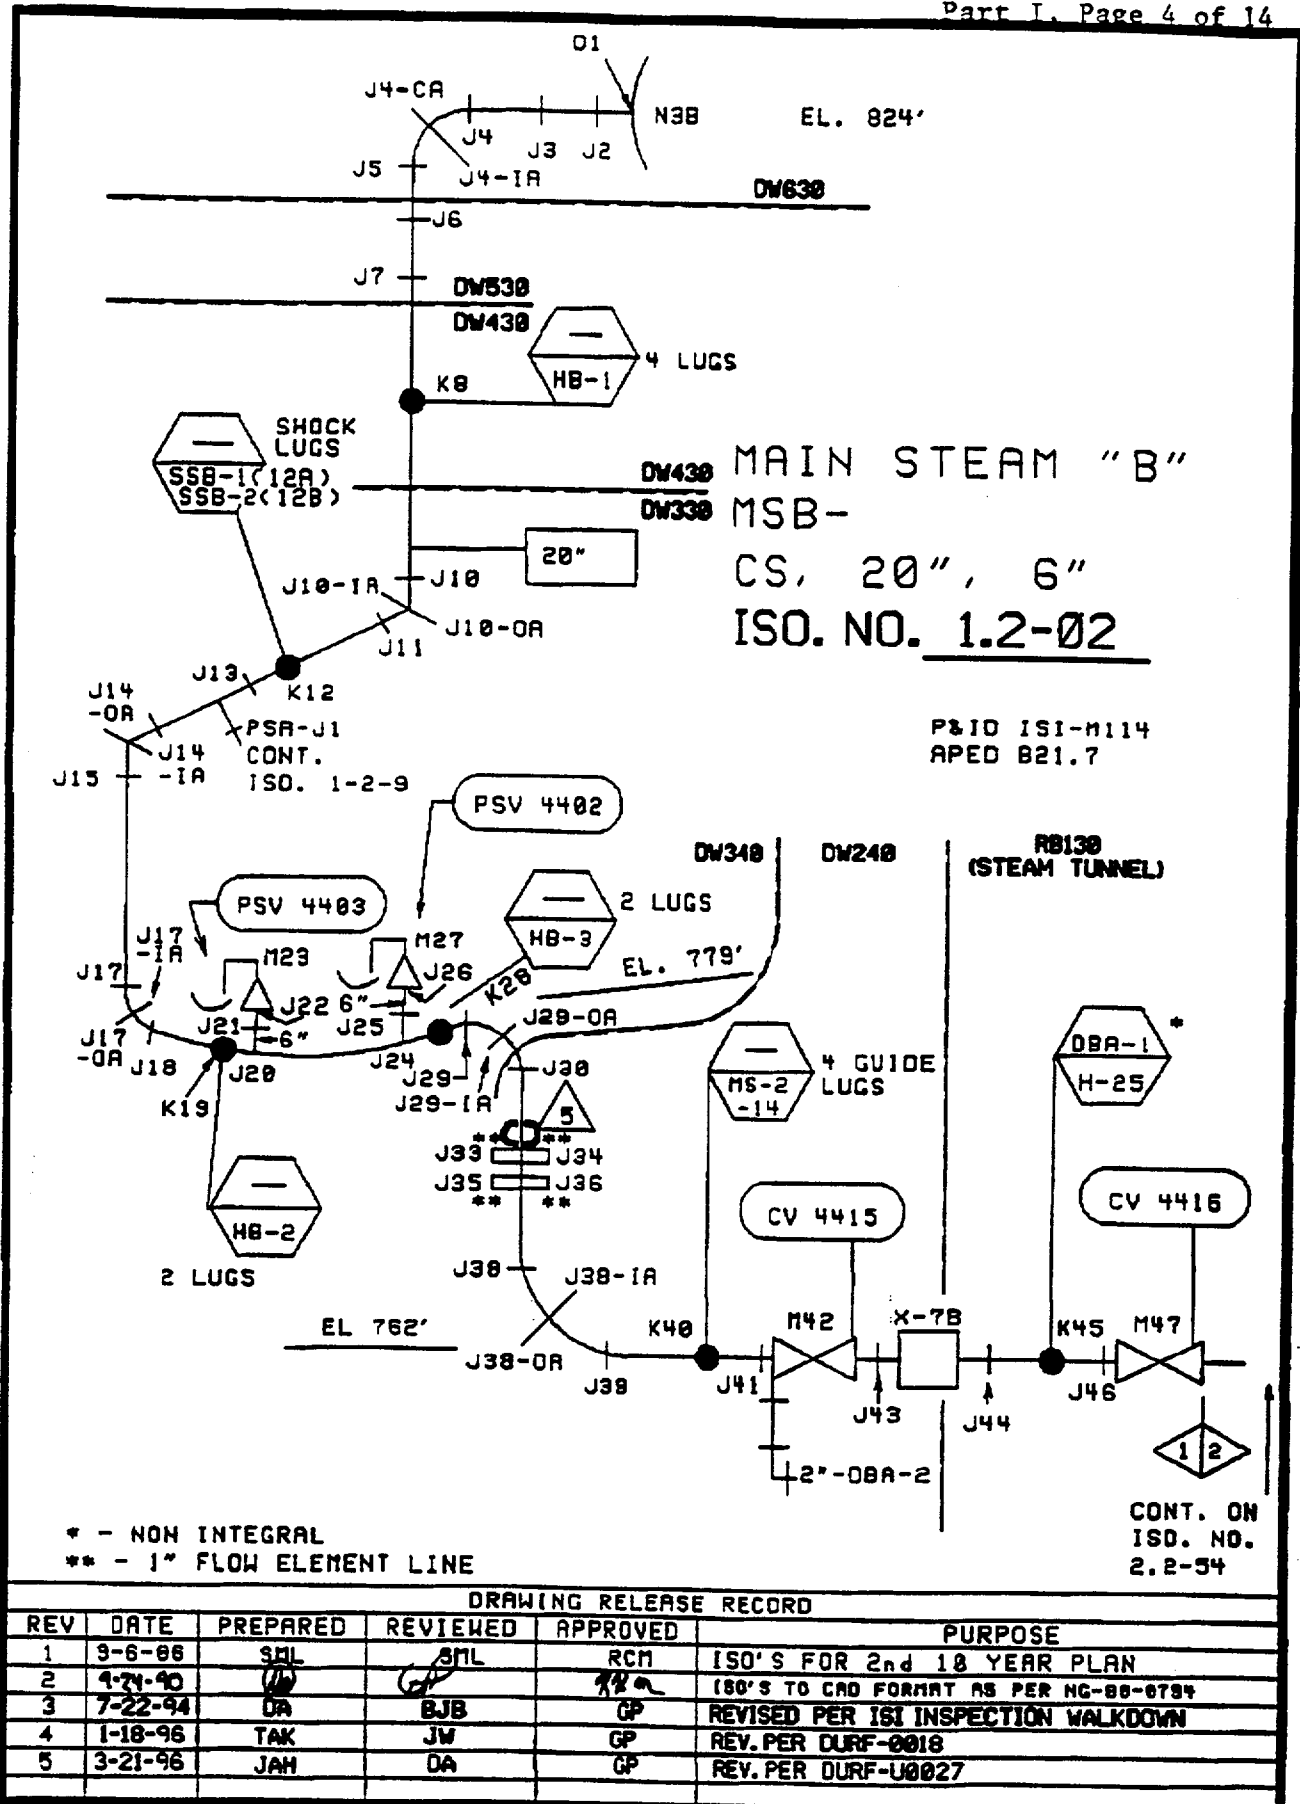 Part I, Page 4 of 14
01
J4-CA
N3B
EL. 824'
J4
J3
J2
J5
J4-IA
DW630
J6
J7
DW530
DW430
HB-1
4 LUGS
K8
SHOCK
LUGS
SSB-1(12A)
SSB-2(12B)
DW430
DW330
MAIN STEAM "B"
MSB-
CS, 20", 6"
ISO. NO. 1.2-02
20"
J10-IA
J10
J10-OA
J11
J13
K12
J14
-OA
J14
-IA
PSA-J1
CONT.
ISO. 1-2-9
J15
P&ID ISI-M114
APED B21.7
PSV 4402
DW340
DW240
RB130
(STEAM TUNNEL)
PSV 4403
HB-3
2 LUGS
J17
-IA
M23
M27
J26
K28
EL. 779'
J17
J22
6"
J21
6"
J25
J29-OA
J17
-OA
J18
J20
J24
J29
J30
J29-IA
K19
MS-2
-14
4 GUIDE
LUGS
DBA-1
H-25
*
5
** **
J33
J34
J35
J36
** **
HB-2
2 LUGS
CV 4415
CV 4416
J38
J38-IA
EL 762'
J38-OA
J39
K40
M42
X-7B
K45
M47
J41
J43
J44
J46
2"-DBA-2
1 2
CONT. ON
ISO. NO.
2.2-54
* - NON INTEGRAL
** - 1" FLOW ELEMENT LINE
DRAWING RELEASE RECORD
REV DATE PREPARED REVIEWED APPROVED PURPOSE
1 9-6-86 SML SML RCM ISO'S FOR 2nd 10 YEAR PLAN
2 9-24-90 ISO'S TO CAD FORMAT AS PER NG-88-0794
3 7-22-94 DA BJB GP REVISED PER ISI INSPECTION WALKDOWN
4 1-18-96 TAK JW GP REV. PER DURF-0018
5 3-21-96 JAH DA GP REV. PER DURF-U0027